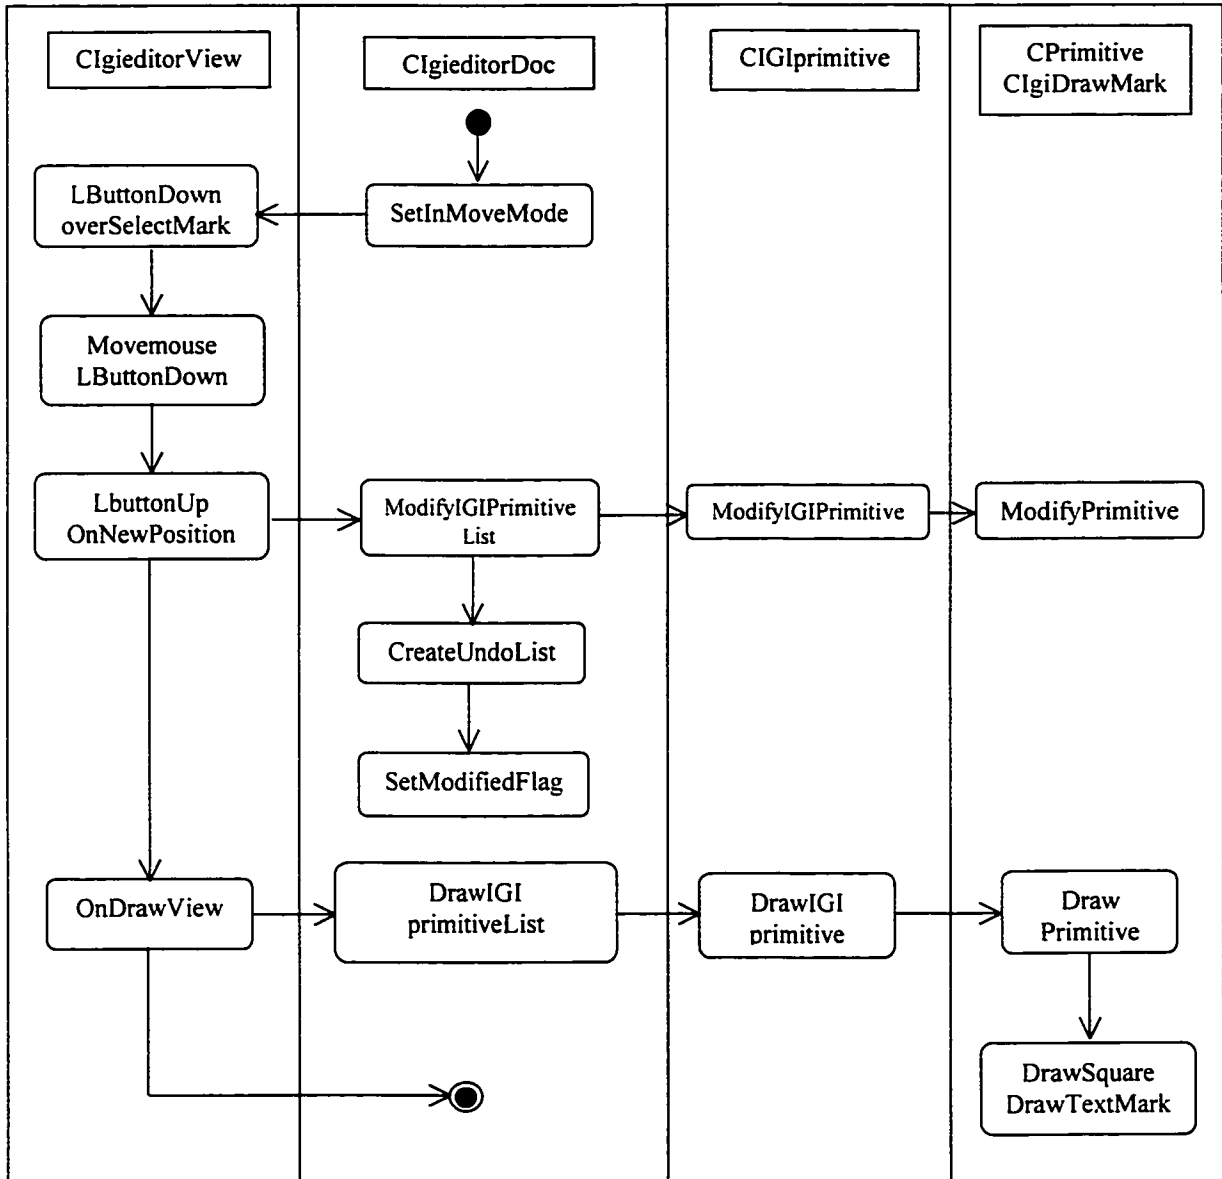 CIgieditorView
CIgieditorDoc
CIGIprimitive
CPrimitive
CIgiDrawMark
LButtonDown
overSelectMark
SetInMoveMode
Movemouse
LButtonDown
LbuttonUp
OnNewPosition
ModifyIGIPrimitive
List
ModifyIGIPrimitive
ModifyPrimitive
CreateUndoList
SetModifiedFlag
OnDrawView
DrawIGI
primitiveList
DrawIGI
primitive
Draw
Primitive
DrawSquare
DrawTextMark